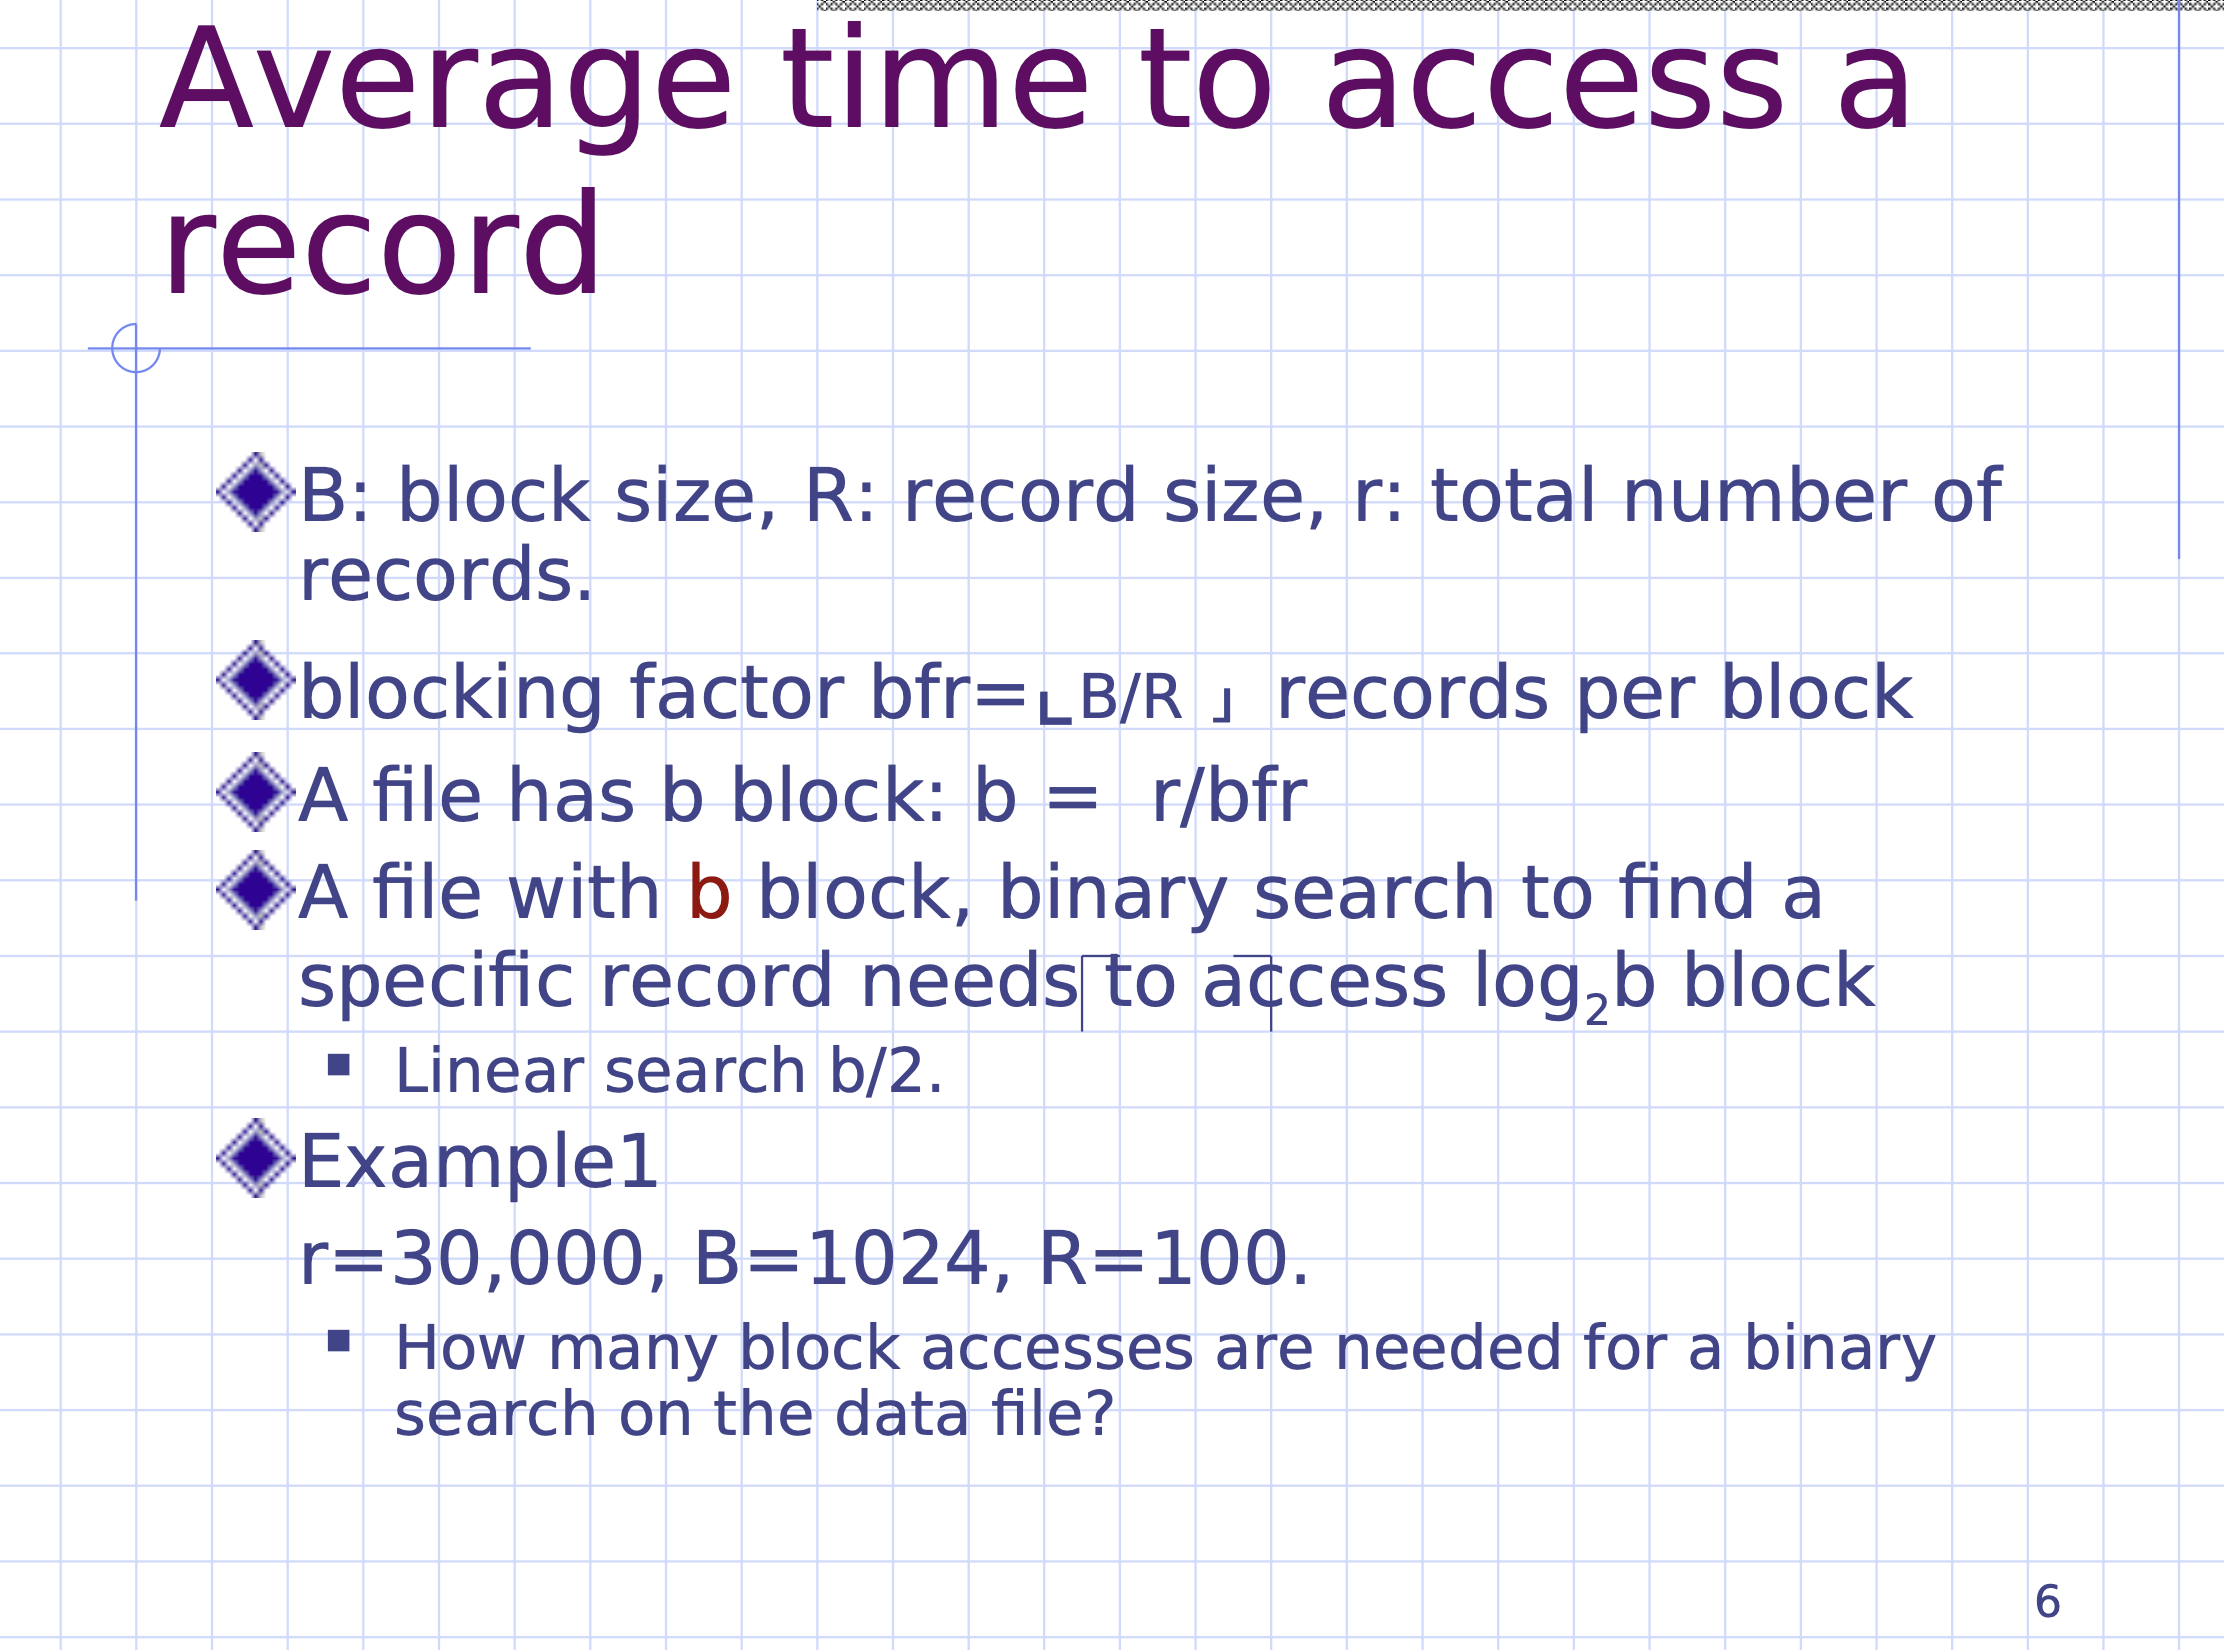 Average time to access a
record
B: block size, R: record size, r: total number of
records.
blocking factor bfr=⌞B/R 」 records per block
A file has b block: b =  r/bfr
A file with b block, binary search to find a
specific record needs to access log₂b block
Linear search b/2.
Example1
r=30,000, B=1024, R=100.
How many block accesses are needed for a binary
search on the data file?
6